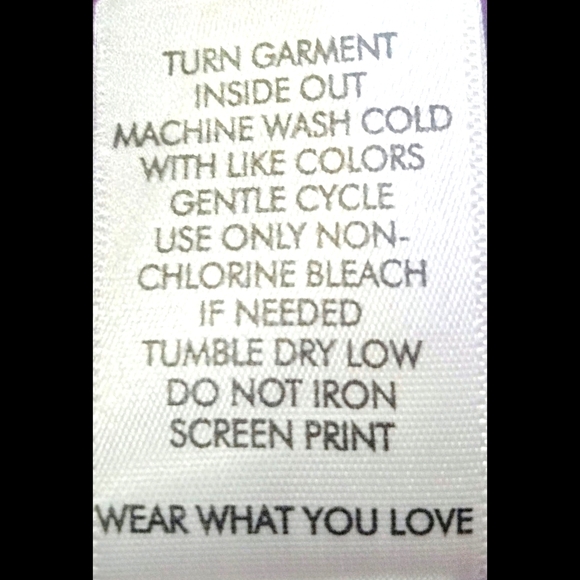 TURN GARMENT
INSIDE OUT
MACHINE WASH COLD
WITH LIKE COLORS
GENTLE CYCLE
USE ONLY NON-
CHLORINE BLEACH
IF NEEDED
TUMBLE DRY LOW
DO NOT IRON
SCREEN PRINT
WEAR WHAT YOU LOVE